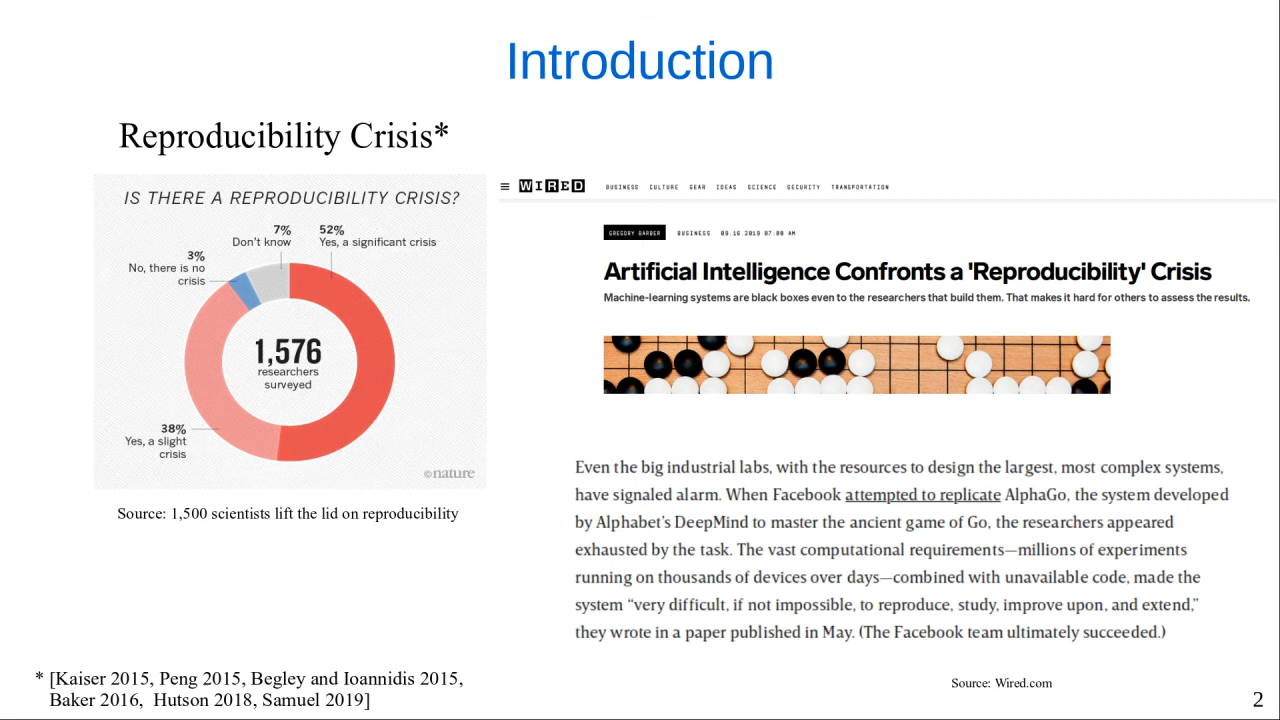 Introduction
Reproducibility Crisis*
IS THERE A REPRODUCIBILITY CRISIS?
7%
Don't know
52%
Yes, a significant crisis
3%
No, there is no
crisis
1,576
researchers
surveyed
38%
Yes, a slight
crisis
©nature
Source: 1,500 scientists lift the lid on reproducibility
WIRED BUSINESS CULTURE GEAR IDEAS SCIENCE SECURITY TRANSPORTATION
GREGORY BARBER BUSINESS 09.16.2019 07:00 AM
Artificial Intelligence Confronts a 'Reproducibility' Crisis
Machine-learning systems are black boxes even to the researchers that build them. That makes it hard for others to assess the results.
Even the big industrial labs, with the resources to design the largest, most complex systems,
have signaled alarm. When Facebook attempted to replicate AlphaGo, the system developed
by Alphabet's DeepMind to master the ancient game of Go, the researchers appeared
exhausted by the task. The vast computational requirements—millions of experiments
running on thousands of devices over days—combined with unavailable code, made the
system “very difficult, if not impossible, to reproduce, study, improve upon, and extend,”
they wrote in a paper published in May. (The Facebook team ultimately succeeded.)
* [Kaiser 2015, Peng 2015, Begley and Ioannidis 2015,
Baker 2016, Hutson 2018, Samuel 2019]
Source: Wired.com
2